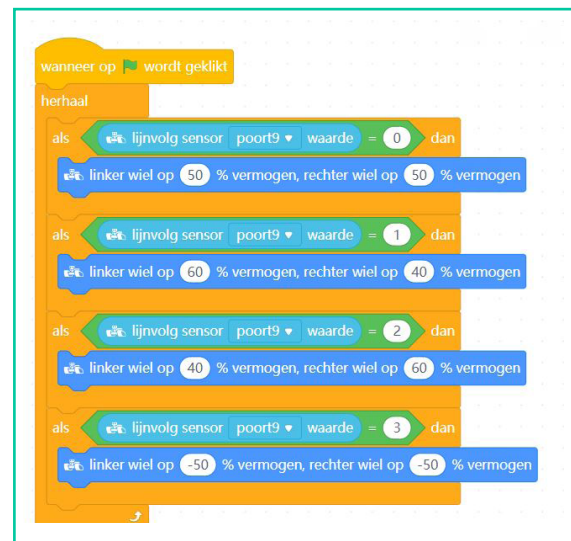 wanneer op wordt geklikt
herhaal
als lijnvolg sensor poort9 waarde = 0 dan
linker wiel op 50 % vermogen, rechter wiel op 50 % vermogen
als lijnvolg sensor poort9 waarde = 1 dan
linker wiel op 60 % vermogen, rechter wiel op 40 % vermogen
als lijnvolg sensor poort9 waarde = 2 dan
linker wiel op 40 % vermogen, rechter wiel op 60 % vermogen
als lijnvolg sensor poort9 waarde = 3 dan
linker wiel op -50 % vermogen, rechter wiel op -50 % vermogen